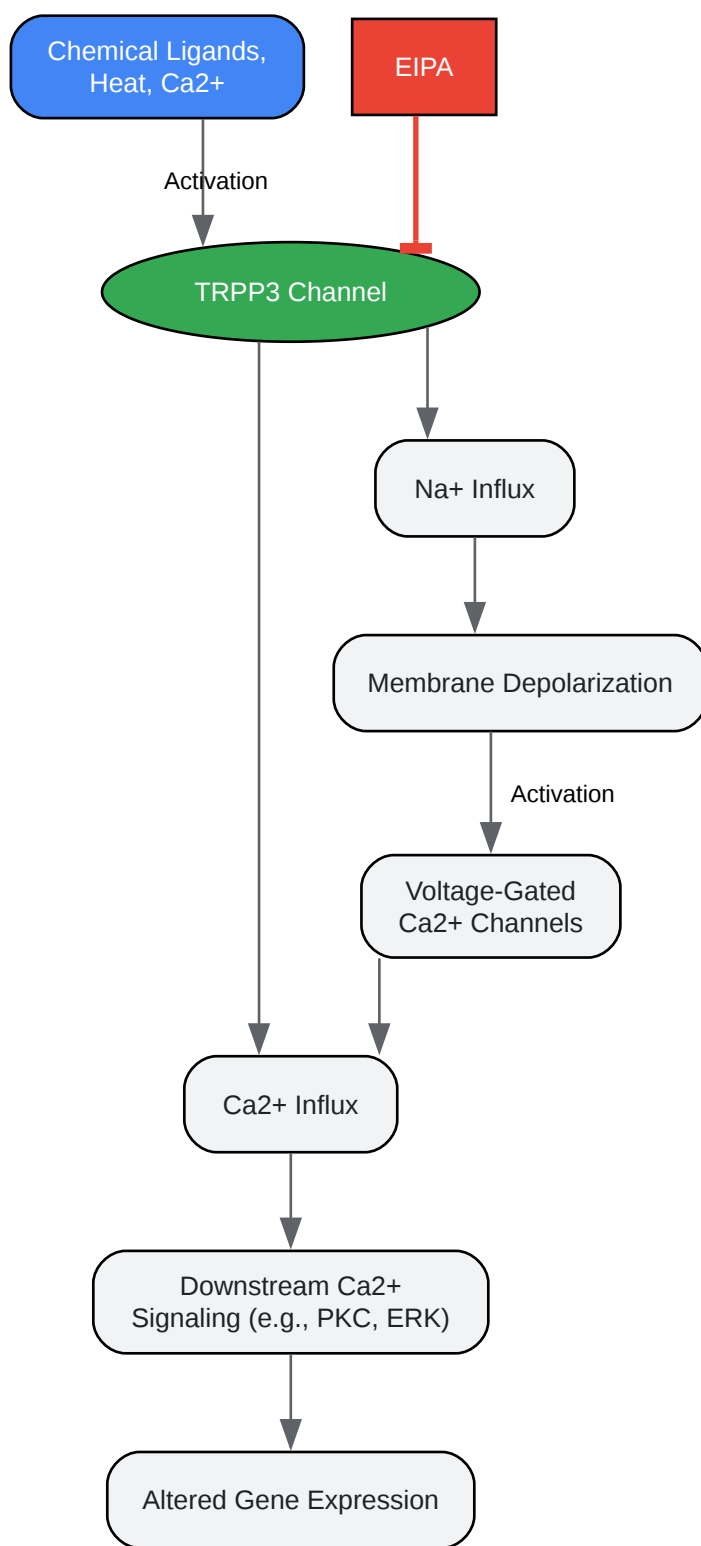 Chemical Ligands,
Heat, Ca2+
EIPA
Activation
TRPP3 Channel
Na+ Influx
Membrane Depolarization
Activation
Voltage-Gated
Ca2+ Channels
Ca2+ Influx
Downstream Ca2+
Signaling (e.g., PKC, ERK)
Altered Gene Expression